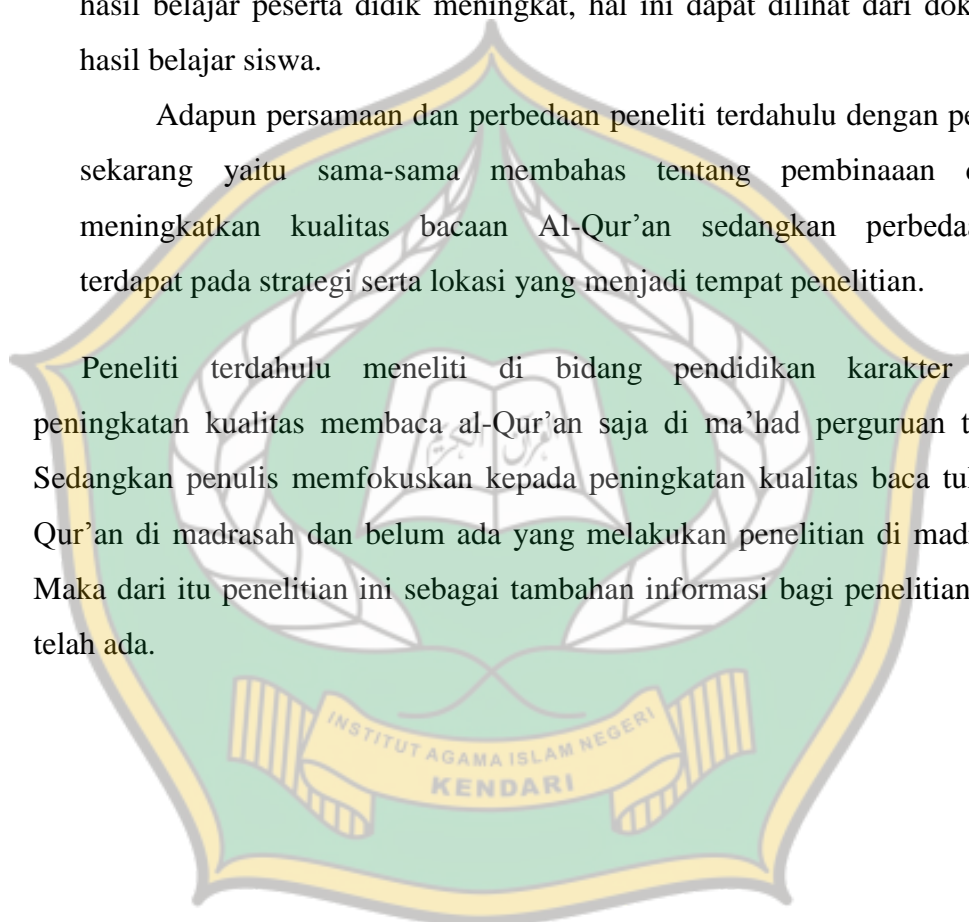 hasil belajar peserta didik meningkat, hal ini dapat dilihat dari dok
hasil belajar siswa.
Adapun persamaan dan perbedaan peneliti terdahulu dengan pe
sekarang yaitu sama-sama membahas tentang pembinaaan
meningkatkan kualitas bacaan Al-Qur’an sedangkan perbedaa
terdapat pada strategi serta lokasi yang menjadi tempat penelitian.
Peneliti terdahulu meneliti di bidang pendidikan karakter
peningkatan kualitas membaca al-Qur’an saja di ma’had perguruan t
Sedangkan penulis memfokuskan kepada peningkatan kualitas baca tul
Qur’an di madrasah dan belum ada yang melakukan penelitian di mad
Maka dari itu penelitian ini sebagai tambahan informasi bagi penelitian
telah ada.
INSTITUT AGAMA ISLAM NEGERI
KENDARI